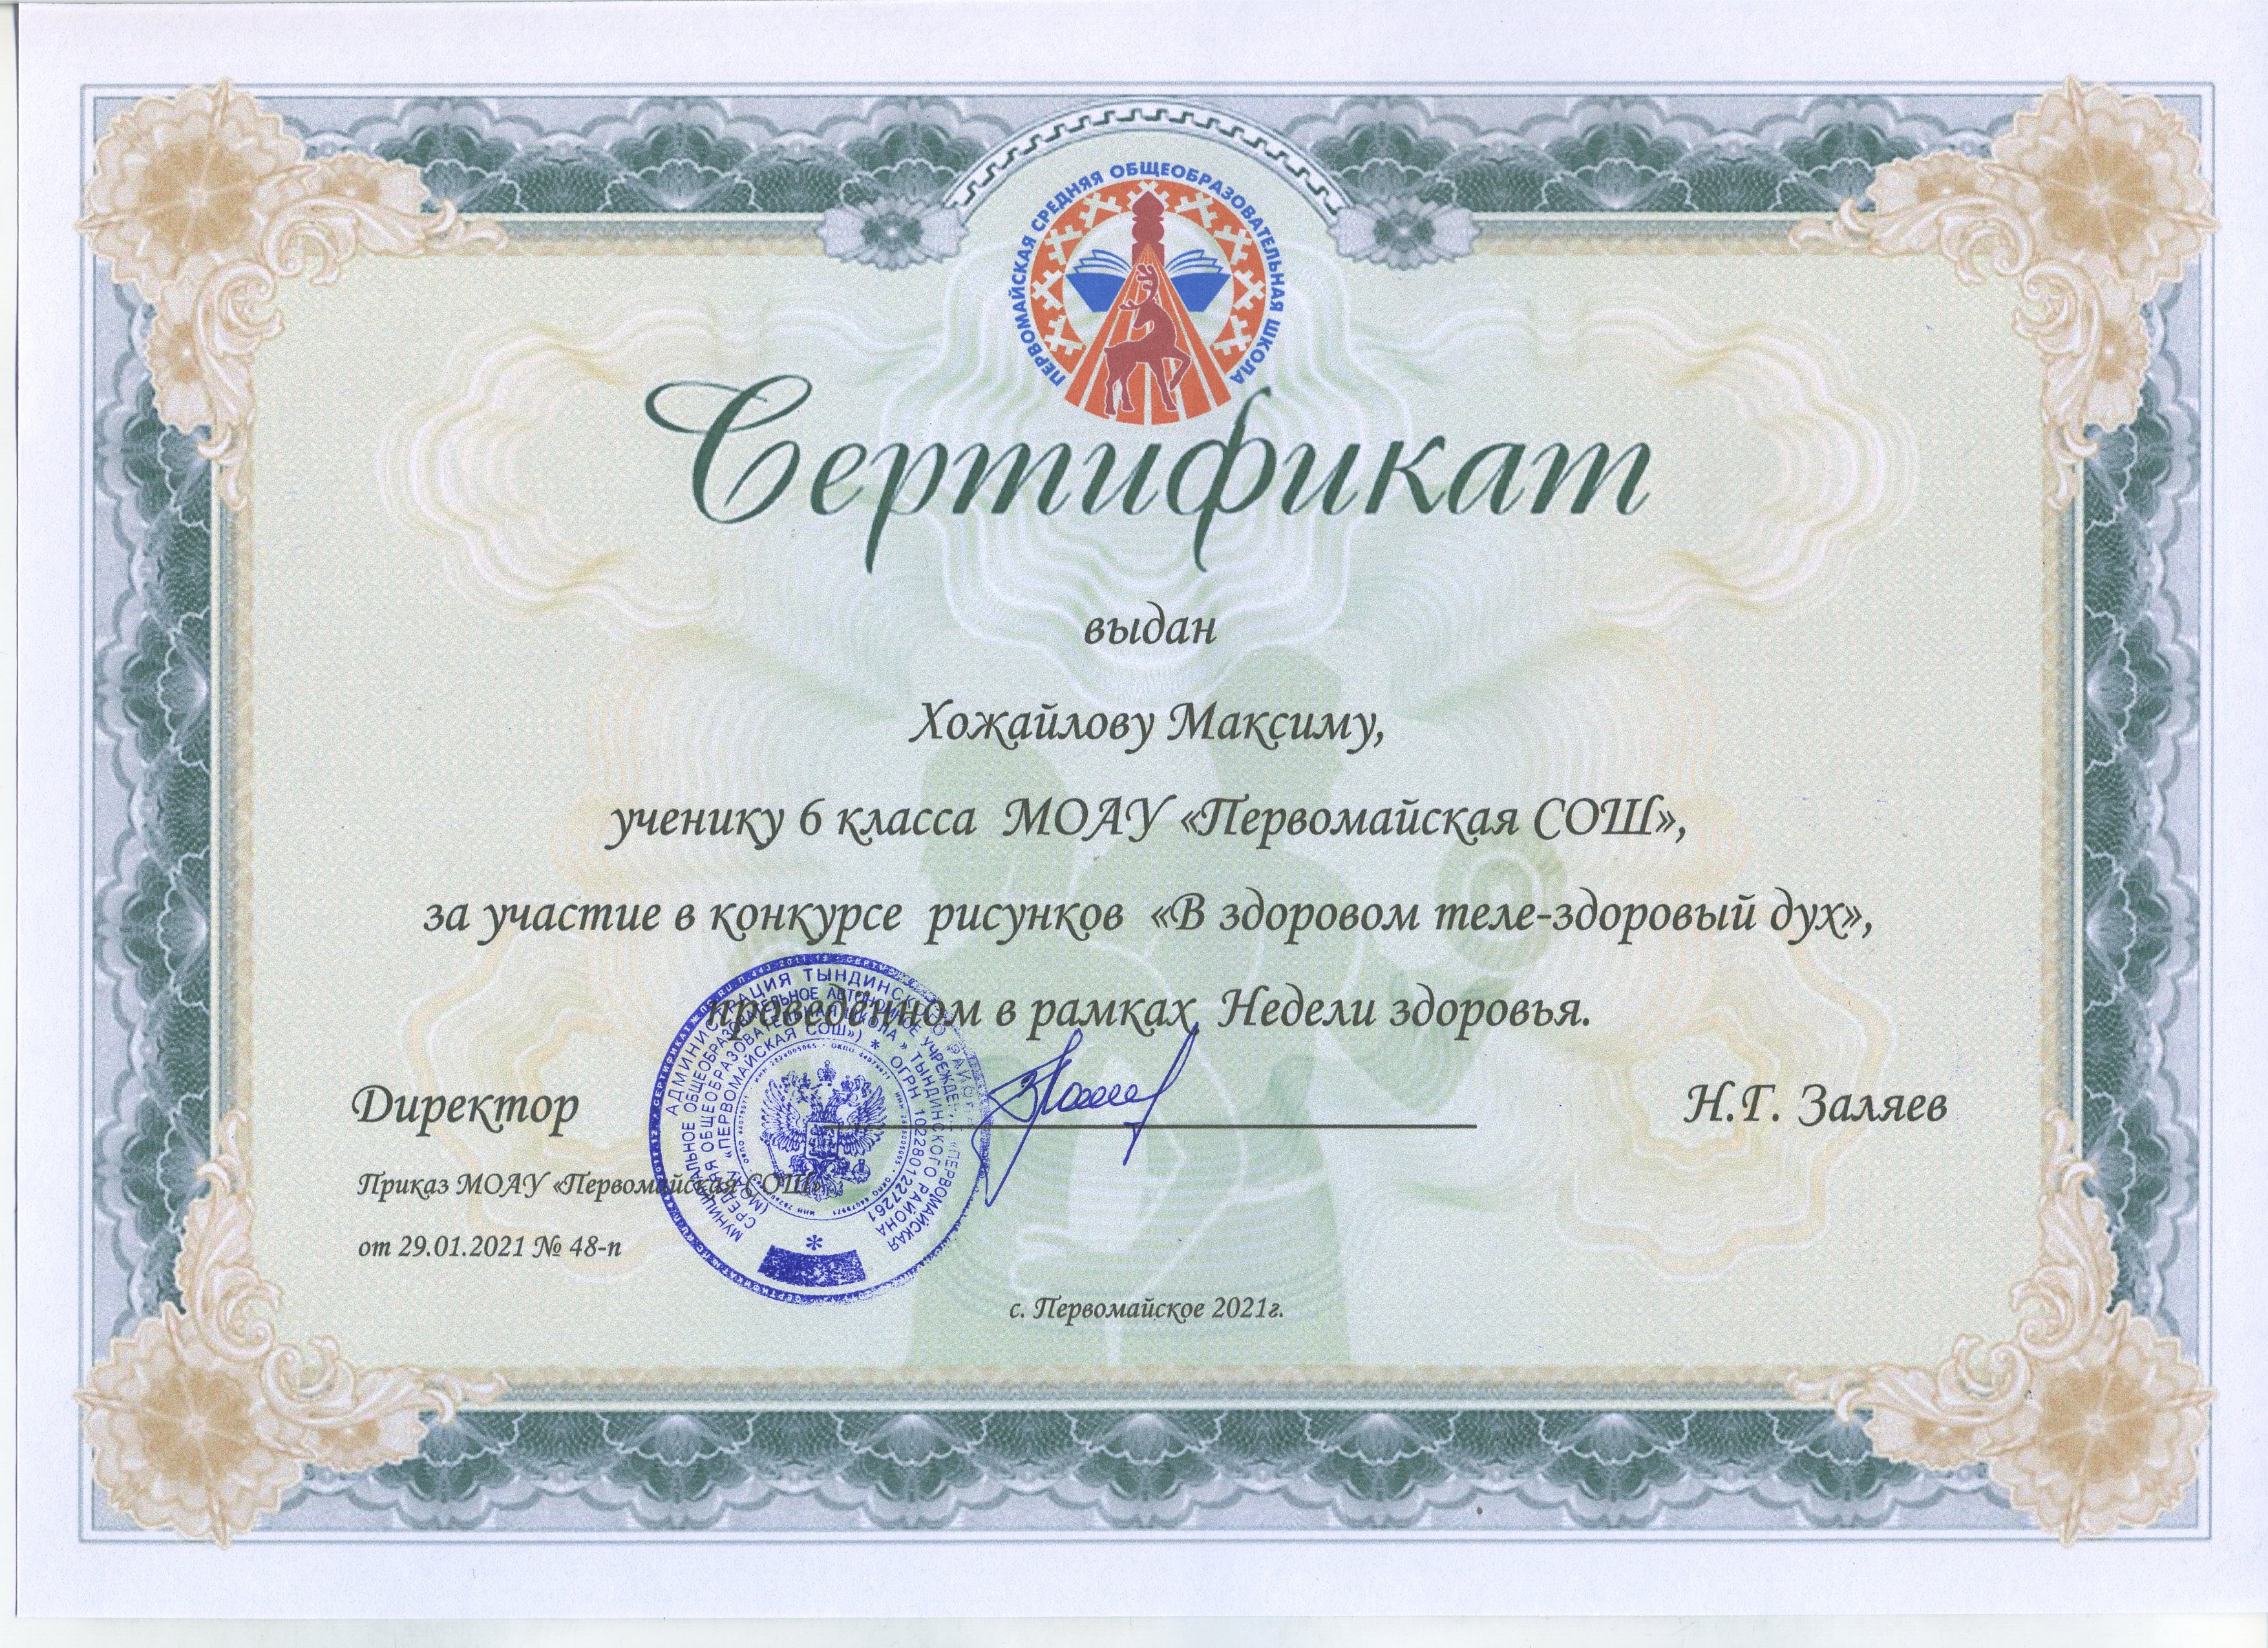 ПЕРВОМАЙСКАЯ СРЕДНЯЯ ОБЩЕОБРАЗОВАТЕЛЬНАЯ ШКОЛА
Сертификат
выдан
Хожайлову Максиму,
ученику 6 класса МОАУ «Первомайская СОШ»,
за участие в конкурсе рисунков «В здоровом теле-здоровый дух»,
проведенном в рамках Недели здоровья.
Директор
Н.Г. Заляев
Приказ МОАУ «Первомайская СОШ»
от 29.01.2021 № 48-п
с. Первомайское 2021г.
АДМИНИСТРАЦИЯ ТЫНДИНСКОГО РАЙОНА
МУНИЦИПАЛЬНОЕ ОБЩЕОБРАЗОВАТЕЛЬНОЕ АВТОНОМНОЕ УЧРЕЖДЕНИЕ «ПЕРВОМАЙСКАЯ
СРЕДНЯЯ ОБЩЕОБРАЗОВАТЕЛЬНАЯ ШКОЛА» ТЫНДИНСКОГО РАЙОНА
(МОАУ «ПЕРВОМАЙСКАЯ СОШ») * ОГРН 1022801227261